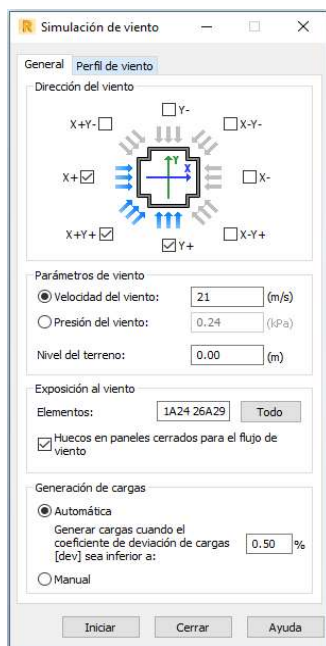 R Simulación de viento
General Perfil de viento
Dirección del viento
Y-
X+Y- X-Y-
Y
X
X+ X-
X+Y+ X-Y+
Y+
Parámetros de viento
Velocidad del viento: 21 (m/s)
Presión del viento: 0.24 (kPa)
Nivel del terreno: 0.00 (m)
Exposición al viento
Elementos: 1A24 26A29 Todo
Huecos en paneles cerrados para el flujo de
viento
Generación de cargas
Automática
Generar cargas cuando el
coeficiente de deviación de cargas 0.50 %
[dev] sea inferior a:
Manual
Iniciar Cerrar Ayuda